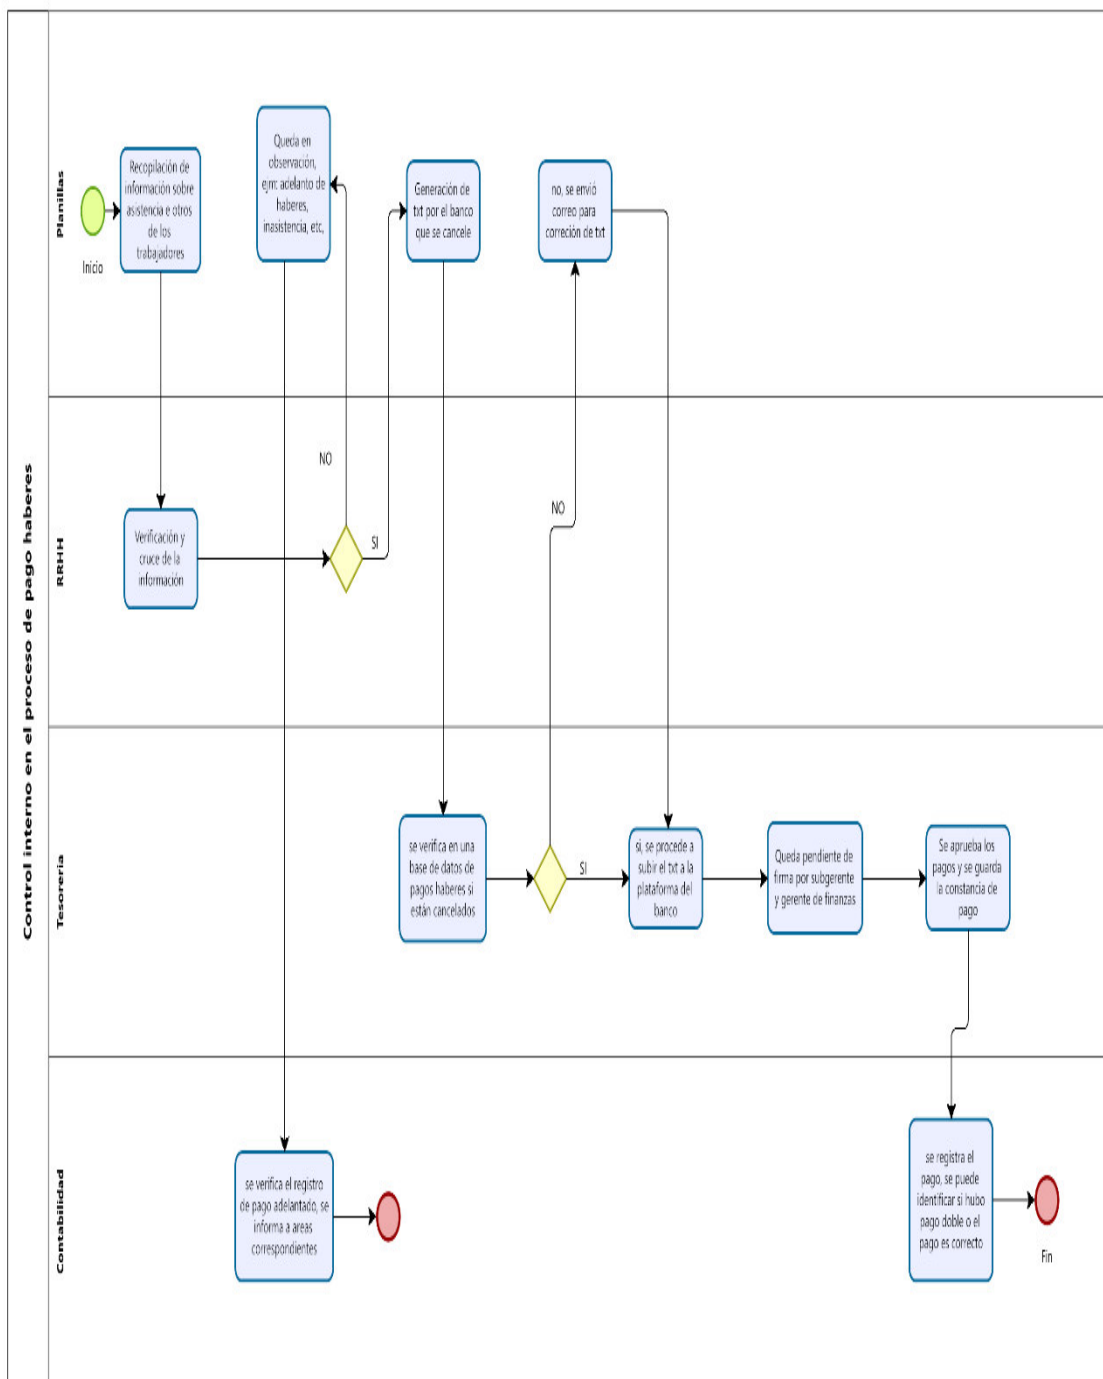 Control interno en el proceso de pago haberes
Planillas
Inicio
Recopilación de
información sobre
asistencia e otros
de los
trabajadores
Queda en
observación,
ejm: adelanto de
haberes,
inasistencia, etc,
Generación de
txt por el banco
que se cancele
no, se envió
correo para
correción de txt
RRHH
Verificación y
cruce de la
información
NO
SI
NO
Tesorería
se verifica en una
base de datos de
pagos haberes si
están cancelados
SI
si, se procede a
subir el txt a la
plataforma del
banco
Queda pendiente de
firma por subgerente
y gerente de finanzas
Se aprueba los
pagos y se guarda
la constancia de
pago
Contabilidad
se verifica el registro
de pago adelantado, se
informa a areas
correspondientes
se registra el
pago, se puede
identificar si hubo
pago doble o el
pago es correcto
Fin